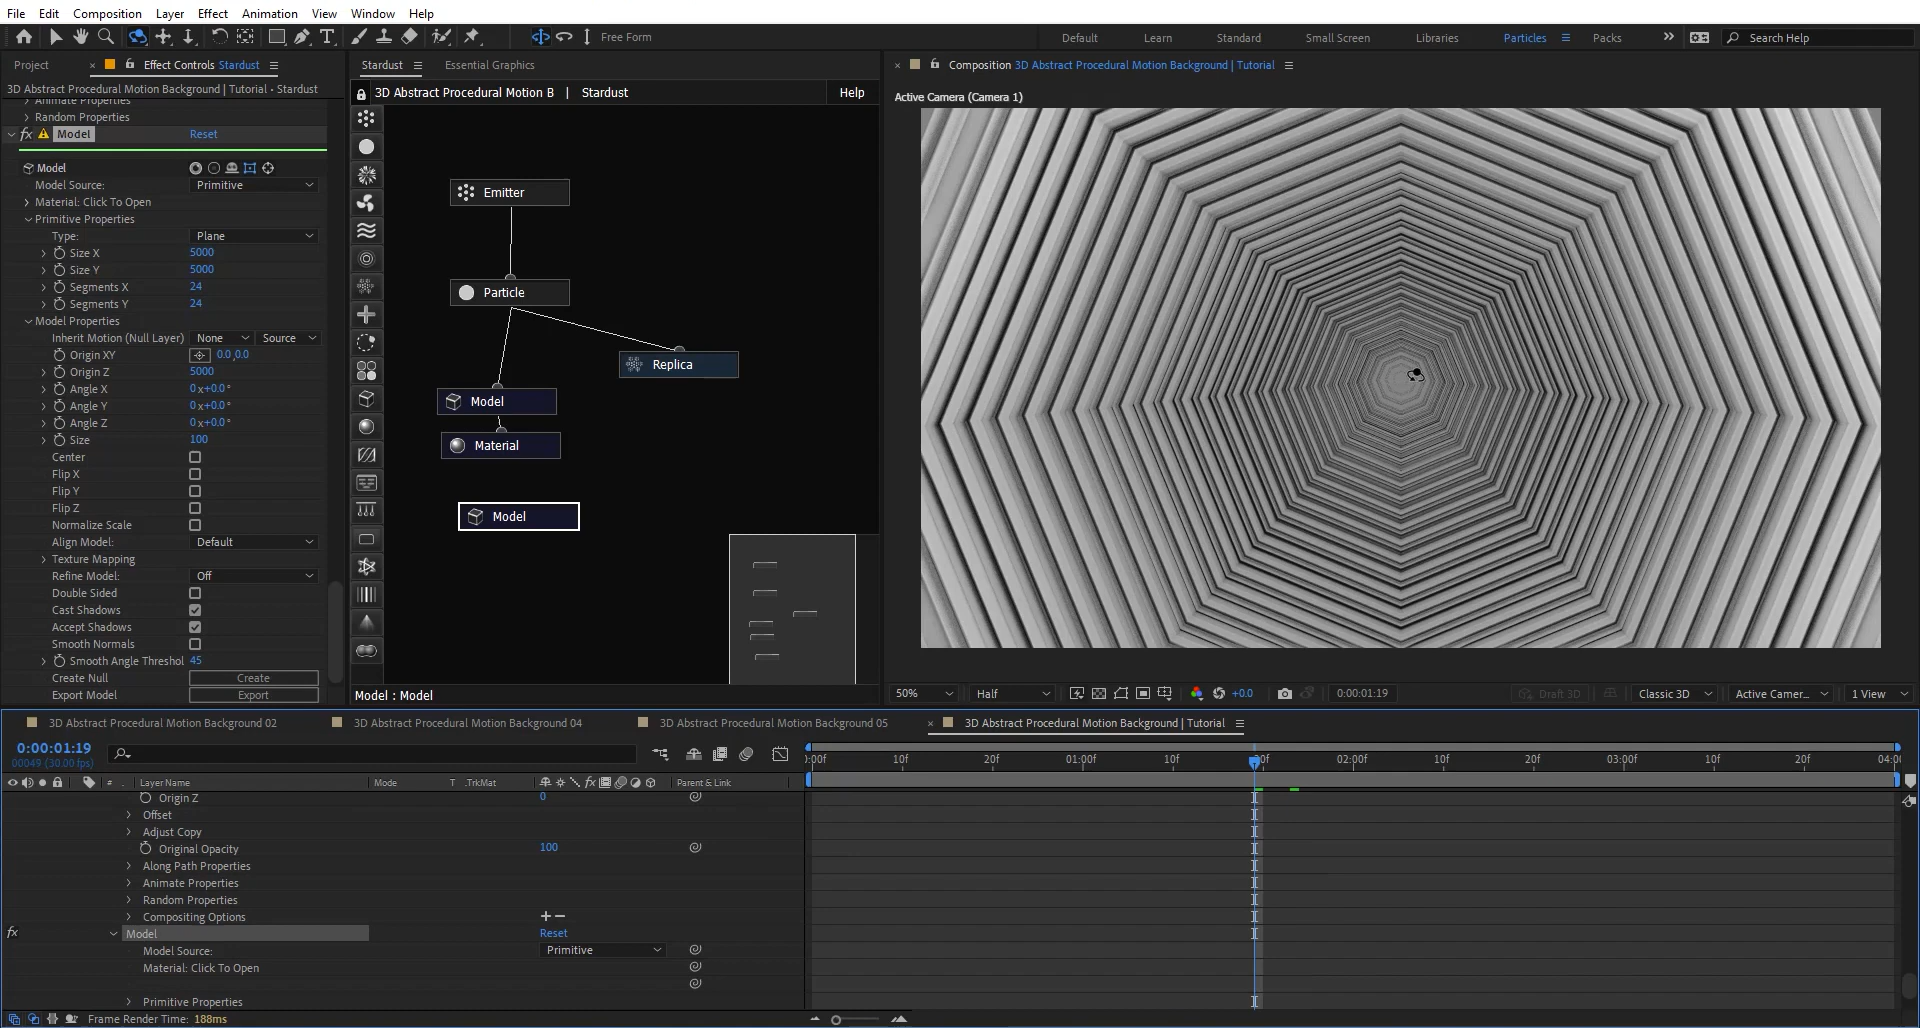 File Edit Composition Layer Effect Animation View Window Help
Free Form Default Learn Standard Small Screen Libraries Particles Packs Search Help
Project Effect Controls Stardust
3D Abstract Procedural Motion Background | Tutorial • Stardust
Animate Properties
Random Properties
fx Model Reset
Model
Model Source: Primitive
Material: Click To Open
Primitive Properties
Type: Plane
Size X 5000
Size Y 5000
Segments X 24
Segments Y 24
Model Properties
Inherit Motion (Null Layer) None Source
Origin XY 0.0,0.0
Origin Z 5000
Angle X 0x+0.0°
Angle Y 0x+0.0°
Angle Z 0x+0.0°
Size 100
Center
Flip X
Flip Y
Flip Z
Normalize Scale
Align Model: Default
Texture Mapping
Refine Model: Off
Double Sided
Cast Shadows
Accept Shadows
Smooth Normals
Smooth Angle Threshol 45
Create Null Create
Export Model Export
Stardust Essential Graphics
3D Abstract Procedural Motion B | Stardust Help
Emitter
Particle
Replica
Model
Material
Model
Model : Model
Composition 3D Abstract Procedural Motion Background | Tutorial
Active Camera (Camera 1)
50% Half +0.0 0:00:01:19 Draft 3D Classic 3D Active Camer... 1 View
3D Abstract Procedural Motion Background 02 3D Abstract Procedural Motion Background 04 3D Abstract Procedural Motion Background 05 3D Abstract Procedural Motion Background | Tutorial
0:00:01:19
00049 (30.00 fps)
:00f 10f 20f 01:00f 10f 20f 02:00f 10f 20f 03:00f 10f 20f 04:00
# Layer Name Mode T .TrkMat fx Parent & Link
Origin Z 0
Offset
Adjust Copy
Original Opacity 100
Along Path Properties
Animate Properties
Random Properties
Compositing Options + −
fx Model Reset
Model Source: Primitive
Material: Click To Open
Primitive Properties
Frame Render Time: 188ms